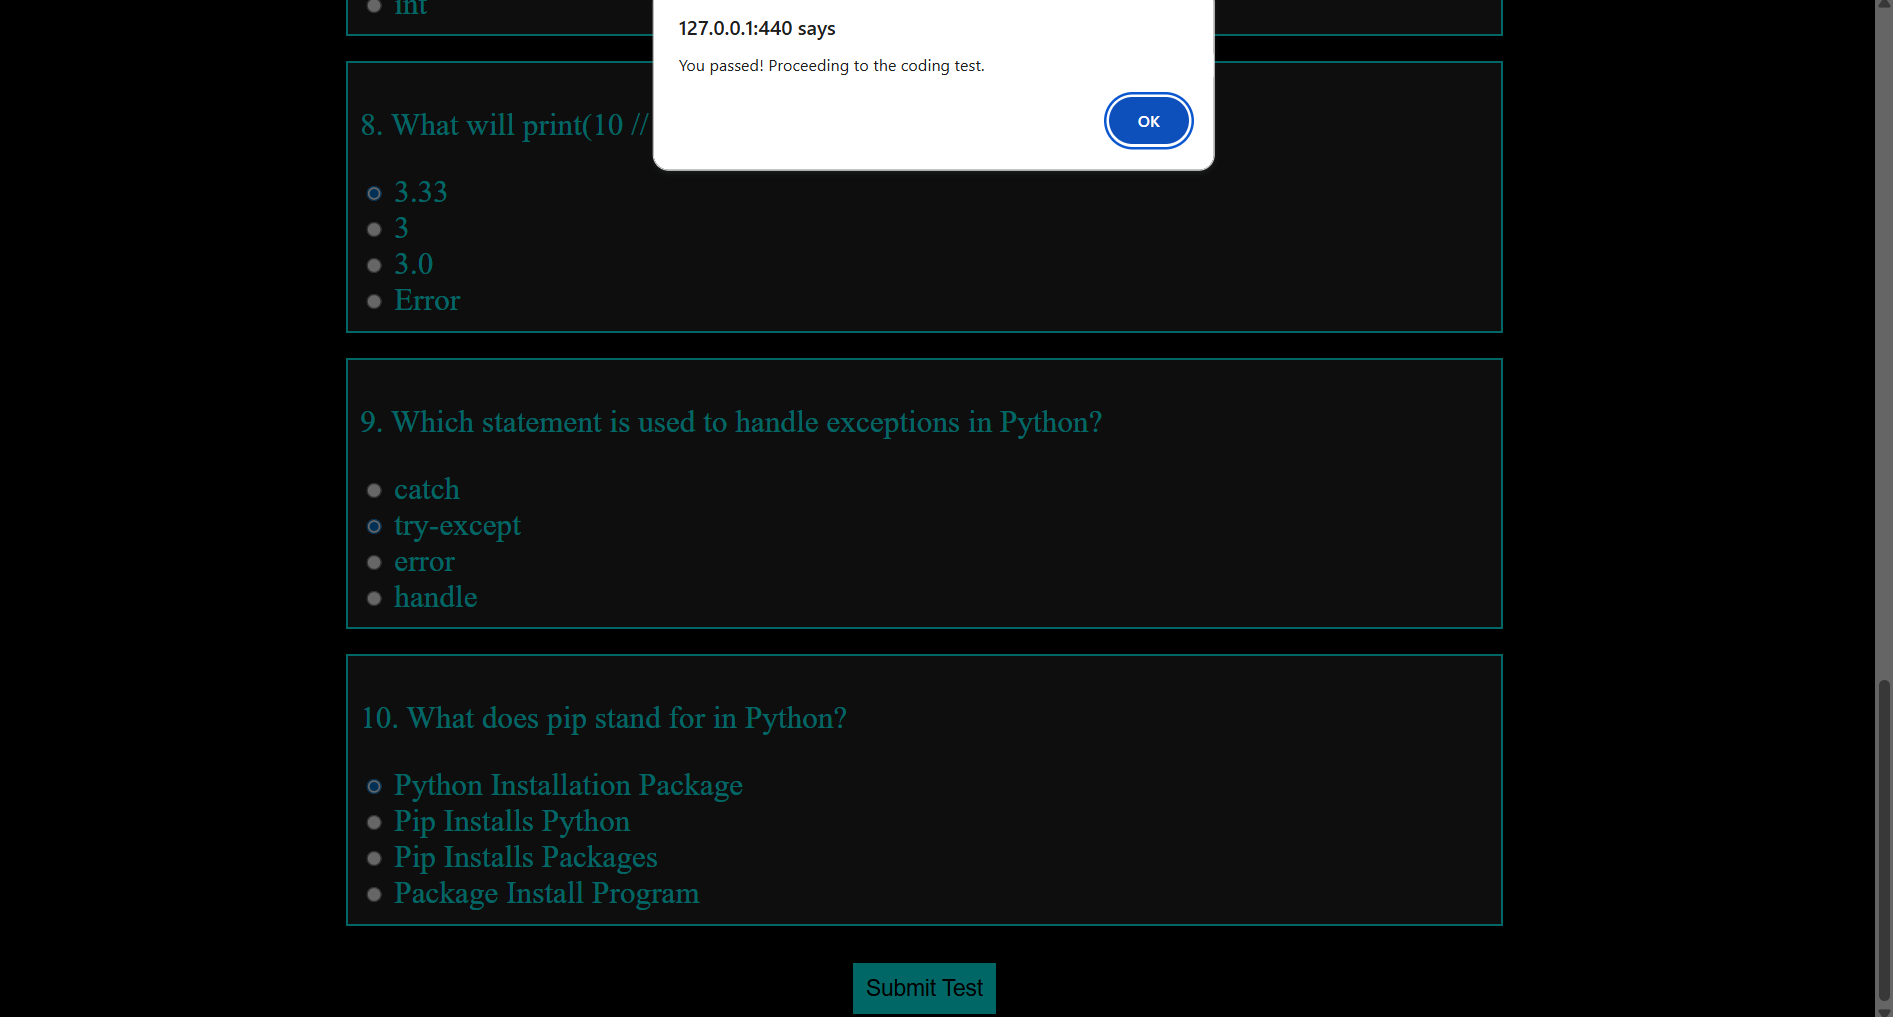 int
127.0.0.1:440 says
You passed! Proceeding to the coding test.
OK
8. What will print(10 //
3.33
3
3.0
Error
9. Which statement is used to handle exceptions in Python?
catch
try-except
error
handle
10. What does pip stand for in Python?
Python Installation Package
Pip Installs Python
Pip Installs Packages
Package Install Program
Submit Test